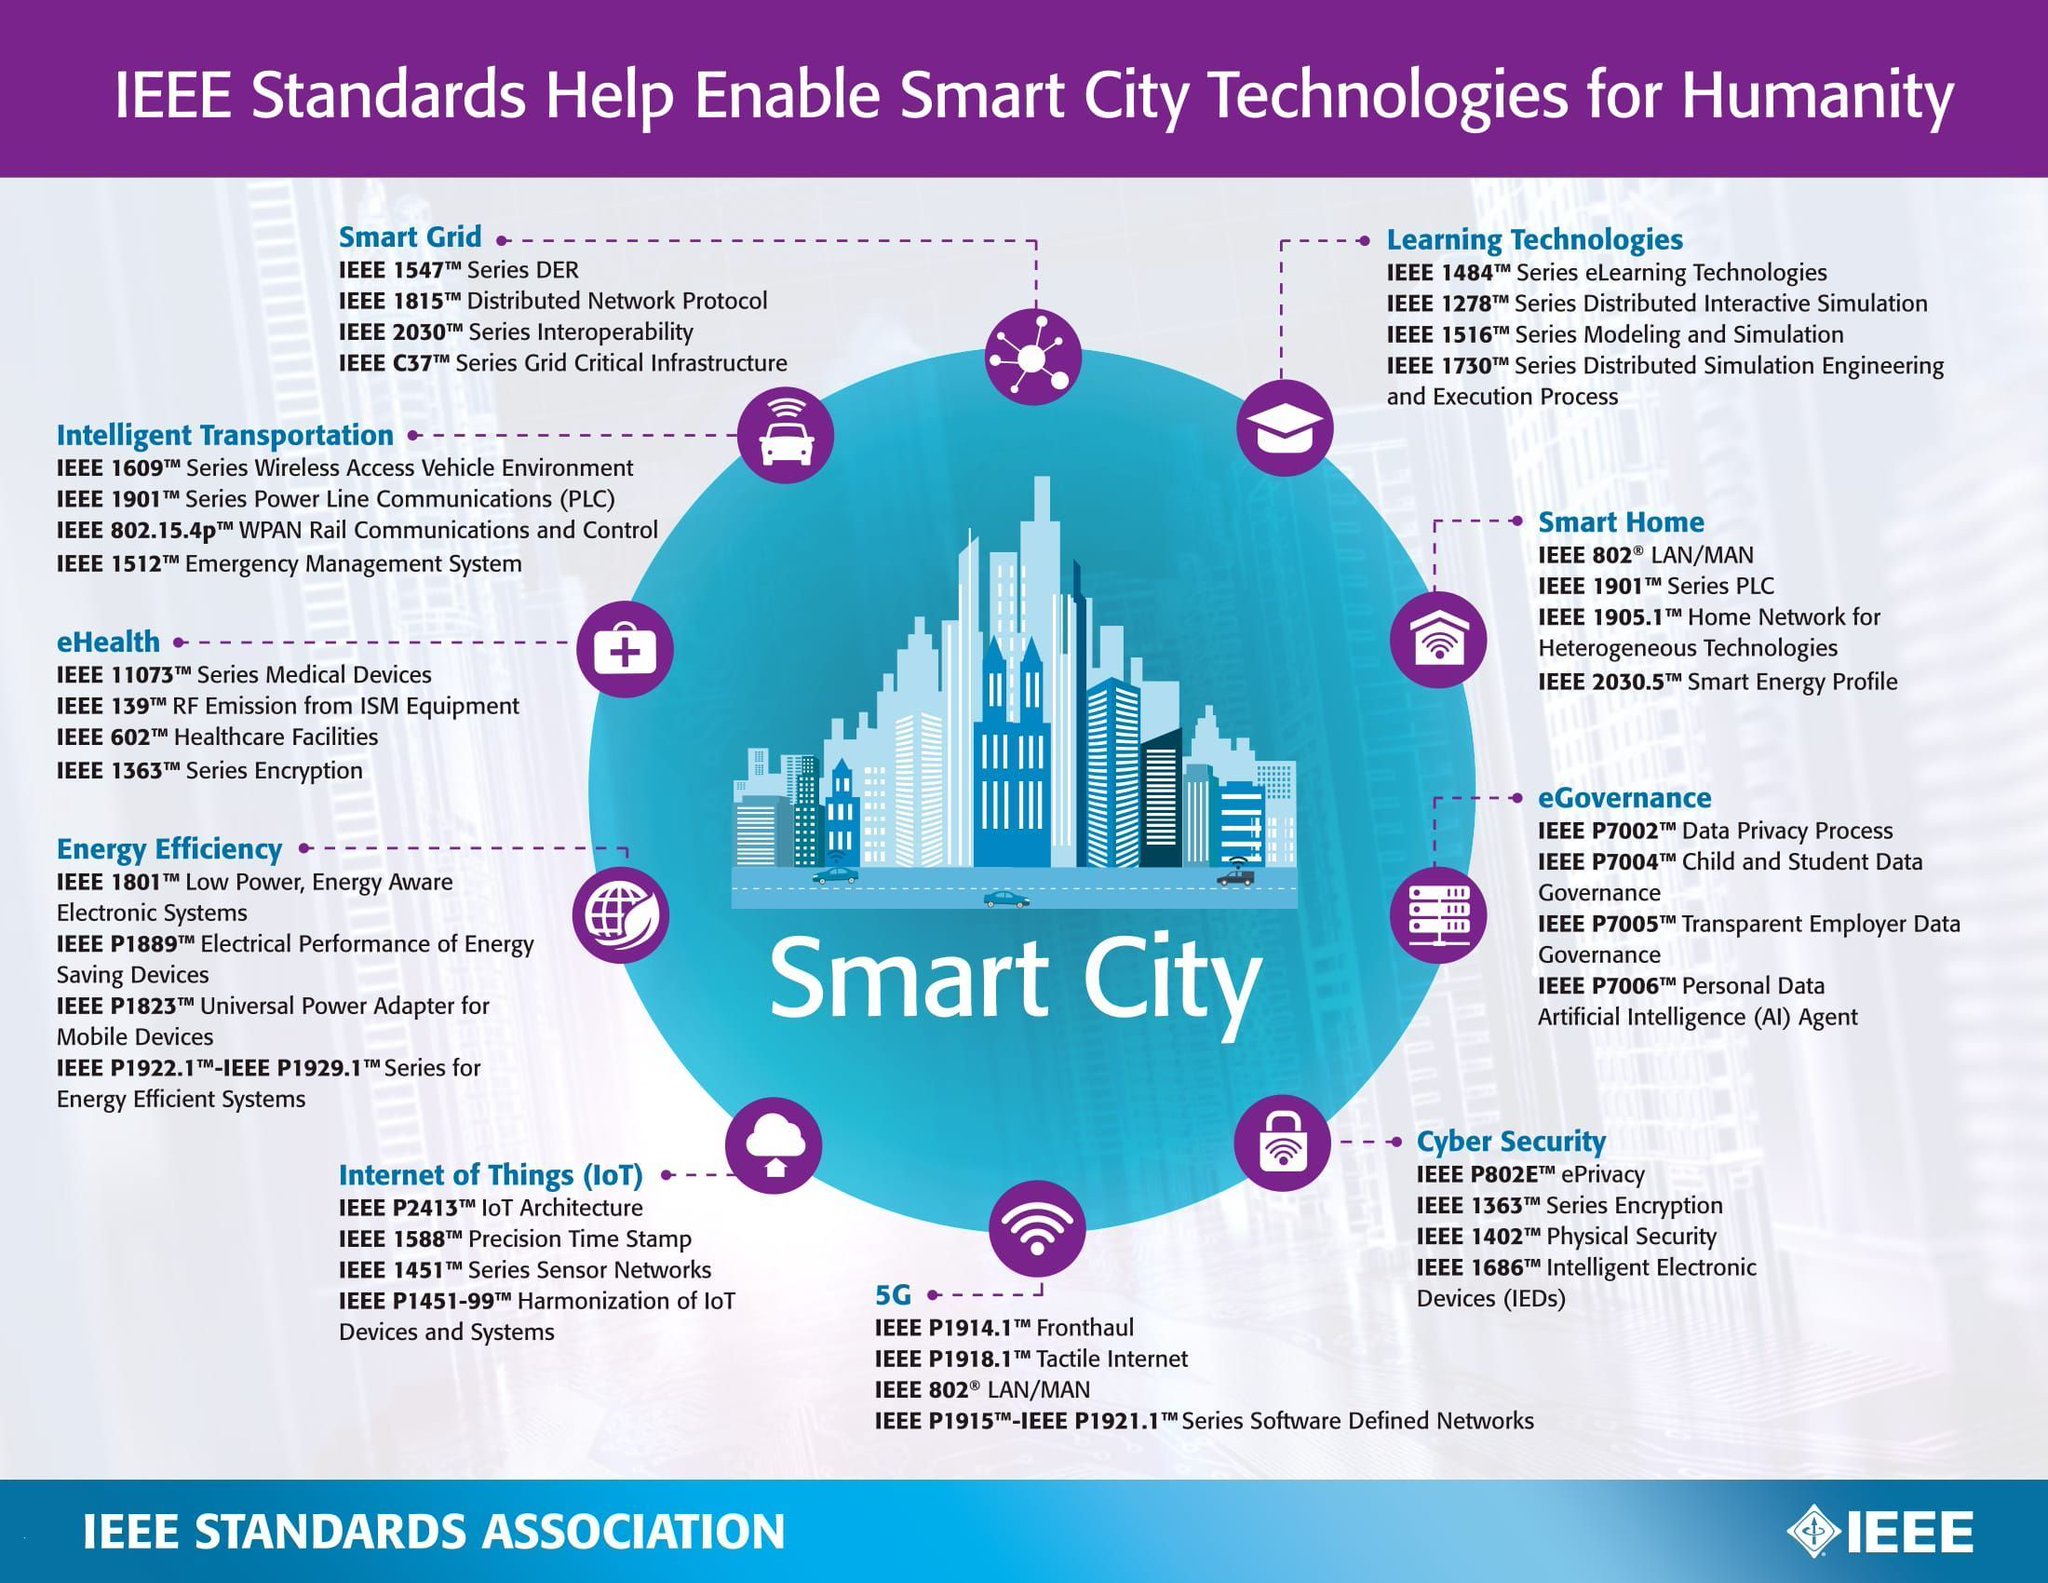 IEEE Standards Help Enable Smart City Technologies for Humanity
Smart Grid
IEEE 1547™ Series DER
IEEE 1815™ Distributed Network Protocol
IEEE 2030™ Series Interoperability
IEEE C37™ Series Grid Critical Infrastructure
Intelligent Transportation
IEEE 1609™ Series Wireless Access Vehicle Environment
IEEE 1901™ Series Power Line Communications (PLC)
IEEE 802.15.4p™ WPAN Rail Communications and Control
IEEE 1512™ Emergency Management System
eHealth
IEEE 11073™ Series Medical Devices
IEEE 139™ RF Emission from ISM Equipment
IEEE 602™ Healthcare Facilities
IEEE 1363™ Series Encryption
Energy Efficiency
IEEE 1801™ Low Power, Energy Aware
Electronic Systems
IEEE P1889™ Electrical Performance of Energy
Saving Devices
IEEE P1823™ Universal Power Adapter for
Mobile Devices
IEEE P1922.1™-IEEE P1929.1™ Series for
Energy Efficient Systems
Internet of Things (IoT)
IEEE P2413™ IoT Architecture
IEEE 1588™ Precision Time Stamp
IEEE 1451™ Series Sensor Networks
IEEE P1451-99™ Harmonization of IoT
Devices and Systems
Smart City
5G
IEEE P1914.1™ Fronthaul
IEEE P1918.1™ Tactile Internet
IEEE 802® LAN/MAN
IEEE P1915™-IEEE P1921.1™ Series Software Defined Networks
Learning Technologies
IEEE 1484™ Series eLearning Technologies
IEEE 1278™ Series Distributed Interactive Simulation
IEEE 1516™ Series Modeling and Simulation
IEEE 1730™ Series Distributed Simulation Engineering
and Execution Process
Smart Home
IEEE 802® LAN/MAN
IEEE 1901™ Series PLC
IEEE 1905.1™ Home Network for
Heterogeneous Technologies
IEEE 2030.5™ Smart Energy Profile
eGovernance
IEEE P7002™ Data Privacy Process
IEEE P7004™ Child and Student Data
Governance
IEEE P7005™ Transparent Employer Data
Governance
IEEE P7006™ Personal Data
Artificial Intelligence (AI) Agent
Cyber Security
IEEE P802E™ ePrivacy
IEEE 1363™ Series Encryption
IEEE 1402™ Physical Security
IEEE 1686™ Intelligent Electronic
Devices (IEDs)
IEEE STANDARDS ASSOCIATION
IEEE